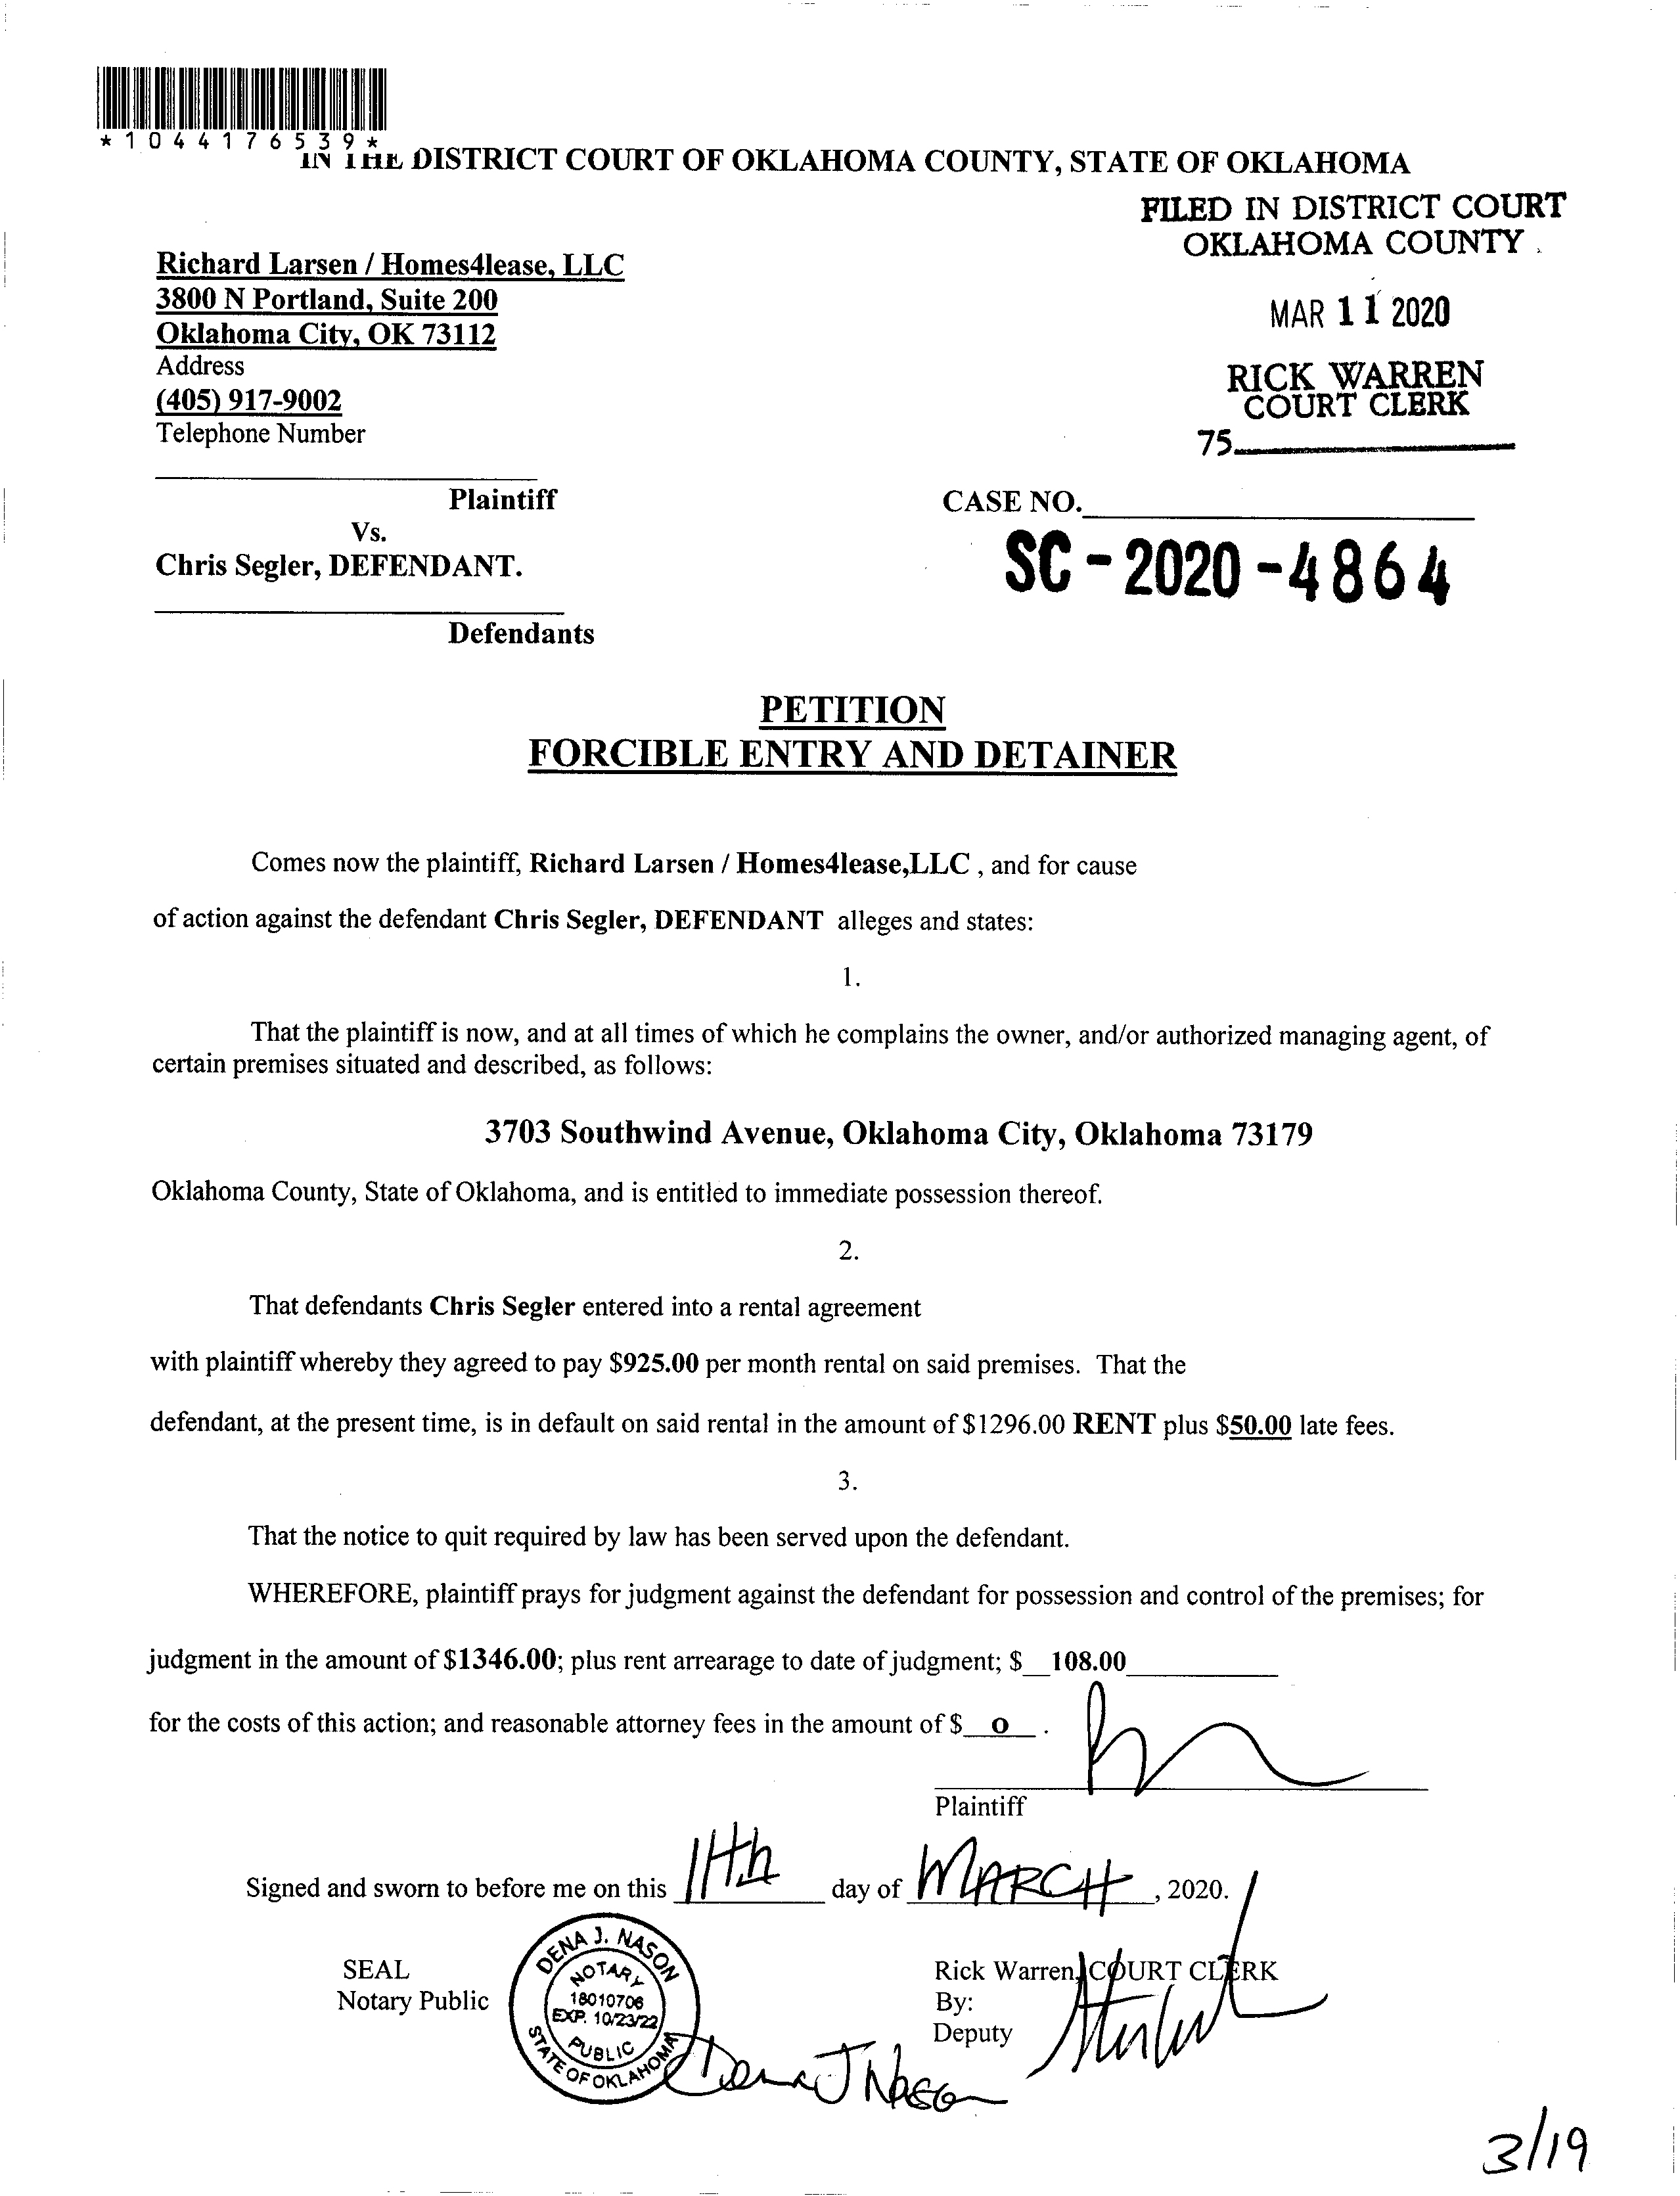 *1044176539*
IN THE DISTRICT COURT OF OKLAHOMA COUNTY, STATE OF OKLAHOMA
FILED IN DISTRICT COURT
OKLAHOMA COUNTY
MAR 11 2020
RICK WARREN
COURT CLERK
75
Richard Larsen / Homes4lease, LLC
3800 N Portland, Suite 200
Oklahoma City, OK 73112
Address
(405) 917-9002
Telephone Number
Plaintiff
Vs.
Chris Segler, DEFENDANT.
Defendants
CASE NO.
SC-2020-4864
PETITION
FORCIBLE ENTRY AND DETAINER
Comes now the plaintiff, Richard Larsen / Homes4lease,LLC , and for cause
of action against the defendant Chris Segler, DEFENDANT alleges and states:
1.
That the plaintiff is now, and at all times of which he complains the owner, and/or authorized managing agent, of
certain premises situated and described, as follows:
3703 Southwind Avenue, Oklahoma City, Oklahoma 73179
Oklahoma County, State of Oklahoma, and is entitled to immediate possession thereof.
2.
That defendants Chris Segler entered into a rental agreement
with plaintiff whereby they agreed to pay $925.00 per month rental on said premises. That the
defendant, at the present time, is in default on said rental in the amount of $1296.00 RENT plus $50.00 late fees.
3.
That the notice to quit required by law has been served upon the defendant.
WHEREFORE, plaintiff prays for judgment against the defendant for possession and control of the premises; for
judgment in the amount of $1346.00; plus rent arrearage to date of judgment; $__108.00
for the costs of this action; and reasonable attorney fees in the amount of $__o__ .
Plaintiff
Signed and sworn to before me on this 11th day of MARCH, 2020.
SEAL
Notary Public
DENA J. NASON
NOTARY
18010706
EXP. 10/23/22
PUBLIC
STATE OF OKLAHOMA
Dena J Nason
Rick Warren, COURT CLERK
By:
Deputy
3/19